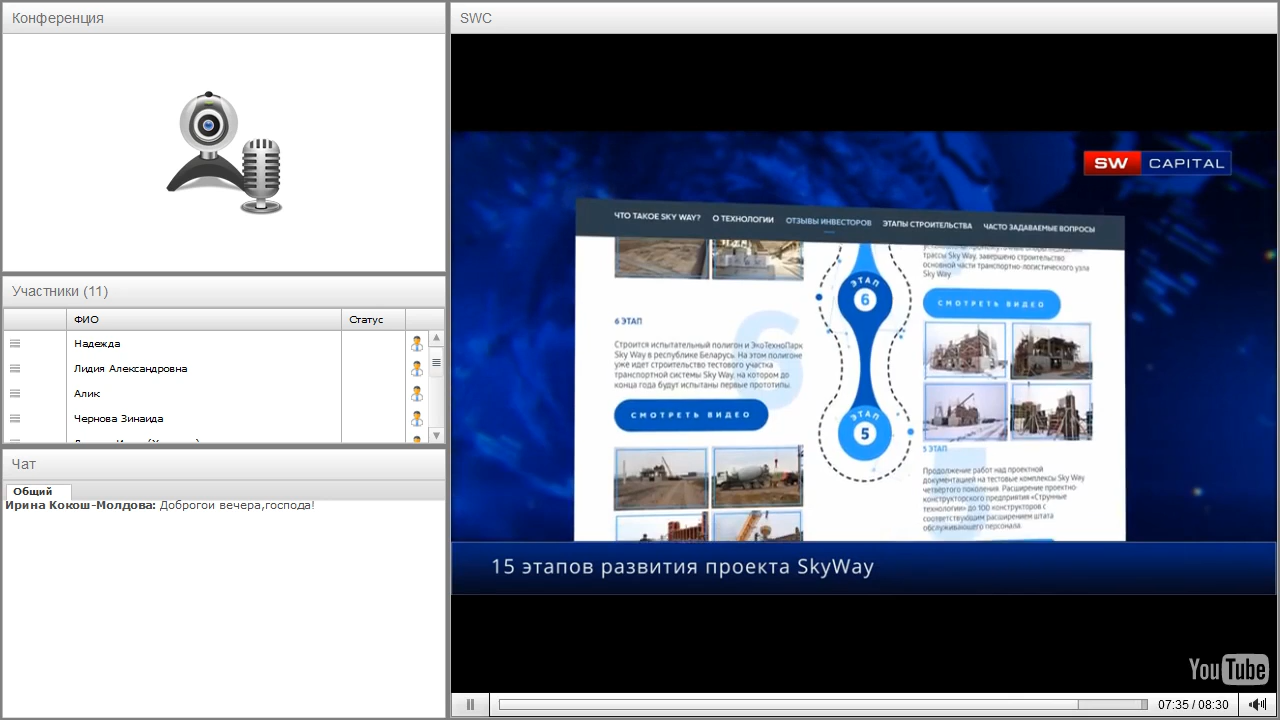 Конференция
SWC
Участники (11)
ФИО
Статус
Надежда
Лидия Александровна
Алик
Чернова Зинаида
Чат
Общий
Ирина Кокош-Молдова: Доброгои вечера,города!
SW CAPITAL
ЧТО ТАКОЕ SKY WAY?
О ТЕХНОЛОГИИ
ОТЗЫВЫ ИНВЕСТОРОВ
ЭТАПЫ СТРОИТЕЛЬСТВА
ЧАСТО ЗАДАВАЕМЫЕ ВОПРОСЫ
трассы Sky Way, завершено строительство
основной части транспортно-логистического узла
Sky Way
СМОТРЕТЬ ВИДЕО
ЭТАП
6
6 ЭТАП
6
Строится испытательный полигон и ЭкоТехноПарк
Sky Way в республике Беларусь. На этом полигоне
уже идет строительство тестового участка
транспортной системы Sky Way, на котором до
конца года будут испытаны первые прототипы.
СМОТРЕТЬ ВИДЕО
ЭТАП
5
5 ЭТАП
Продолжение работ над проектной
документацией на тестовые комплексы Sky Way
четвертого поколения. Расширение проектно-
конструкторского предприятия «Струнные
технологии» до 100 конструкторов с
соответствующим расширением штата
обслуживающего персонала.
15 этапов развития проекта SkyWay
YouTube
07:35 / 08:30